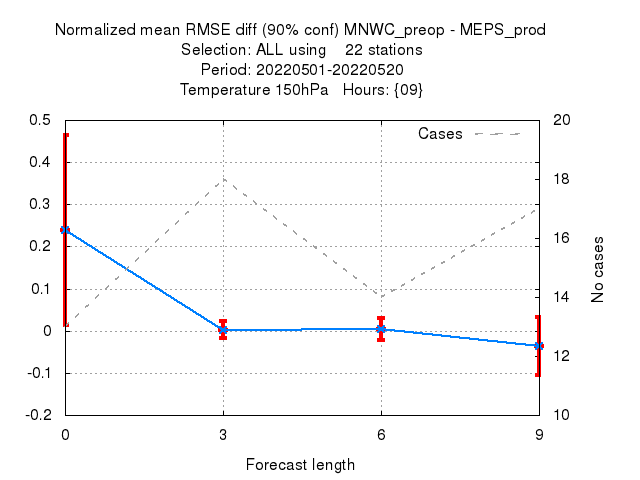 Normalized mean RMSE diff (90% conf) MNWC_preop - MEPS_prod
Selection: ALL using 22 stations
Period: 20220501-20220520
Temperature 150hPa Hours: {09}
Cases
0.5
0.4
0.3
0.2
0.1
0
-0.1
-0.2
20
18
16
14
12
10
No cases
0 3 6 9
Forecast length